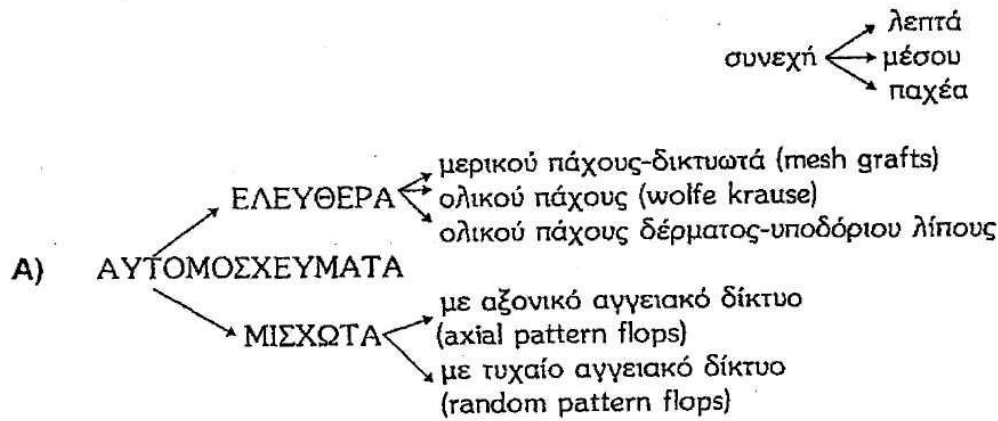 λεπτά
συνεχή μέσου
παχέα
μερικού πάχους-δικτυωτά (mesh grafts)
ΕΛΕΥΘΕΡΑ ολικού πάχους (wolfe krause)
ολικού πάχους δέρματος-υποδόριου λίπους
A) ΑΥΤΟΜΟΣΧΕΥΜΑΤΑ
με αξονικό αγγειακό δίκτυο
ΜΙΣΧΩΤΑ (axial pattern flops)
με τυχαίο αγγειακό δίκτυο
(random pattern flops)